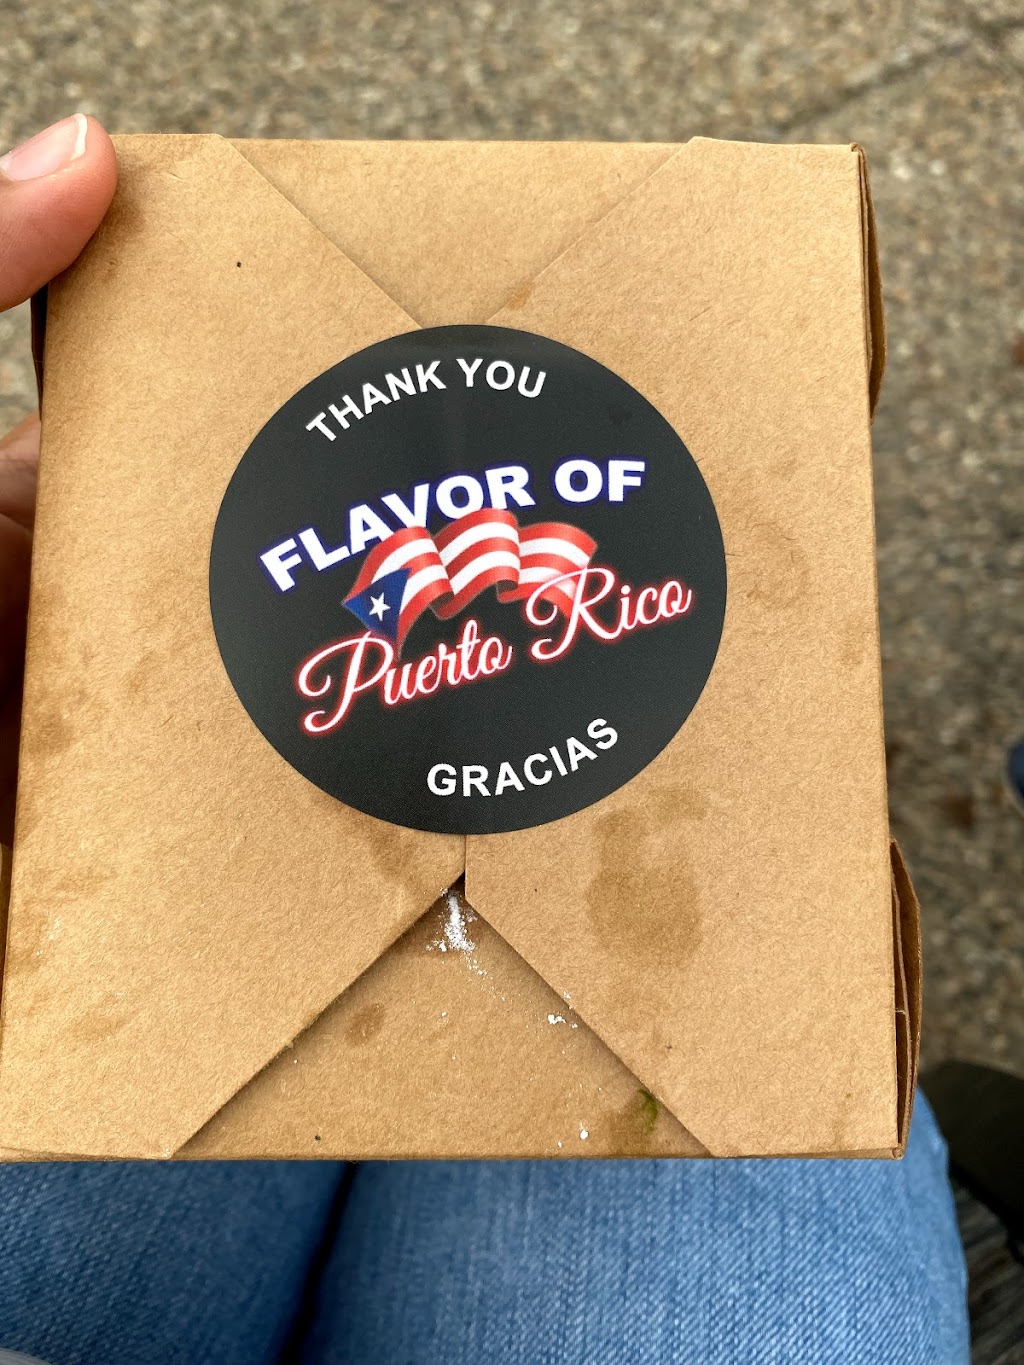 THANK YOU
FLAVOR OF
Puerto Rico
GRACIAS